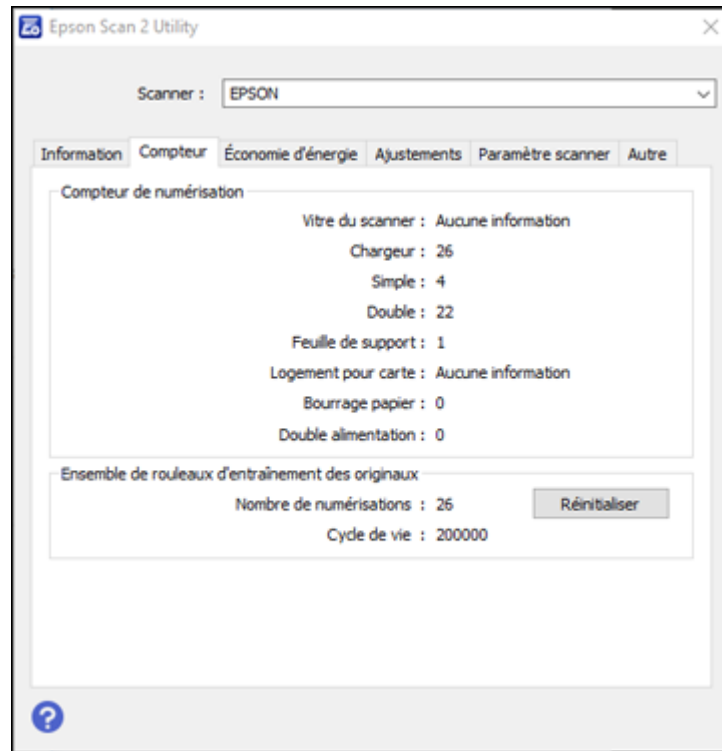 Epson Scan 2 Utility
Scanner : EPSON
Information Compteur Économie d'énergie Ajustements Paramètre scanner Autre
Compteur de numérisation
Vitre du scanner : Aucune information
Chargeur : 26
Simple : 4
Double : 22
Feuille de support : 1
Logement pour carte : Aucune information
Bourrage papier : 0
Double alimentation : 0
Ensemble de rouleaux d'entraînement des originaux
Nombre de numérisations : 26 Réinitialiser
Cycle de vie : 200000
?